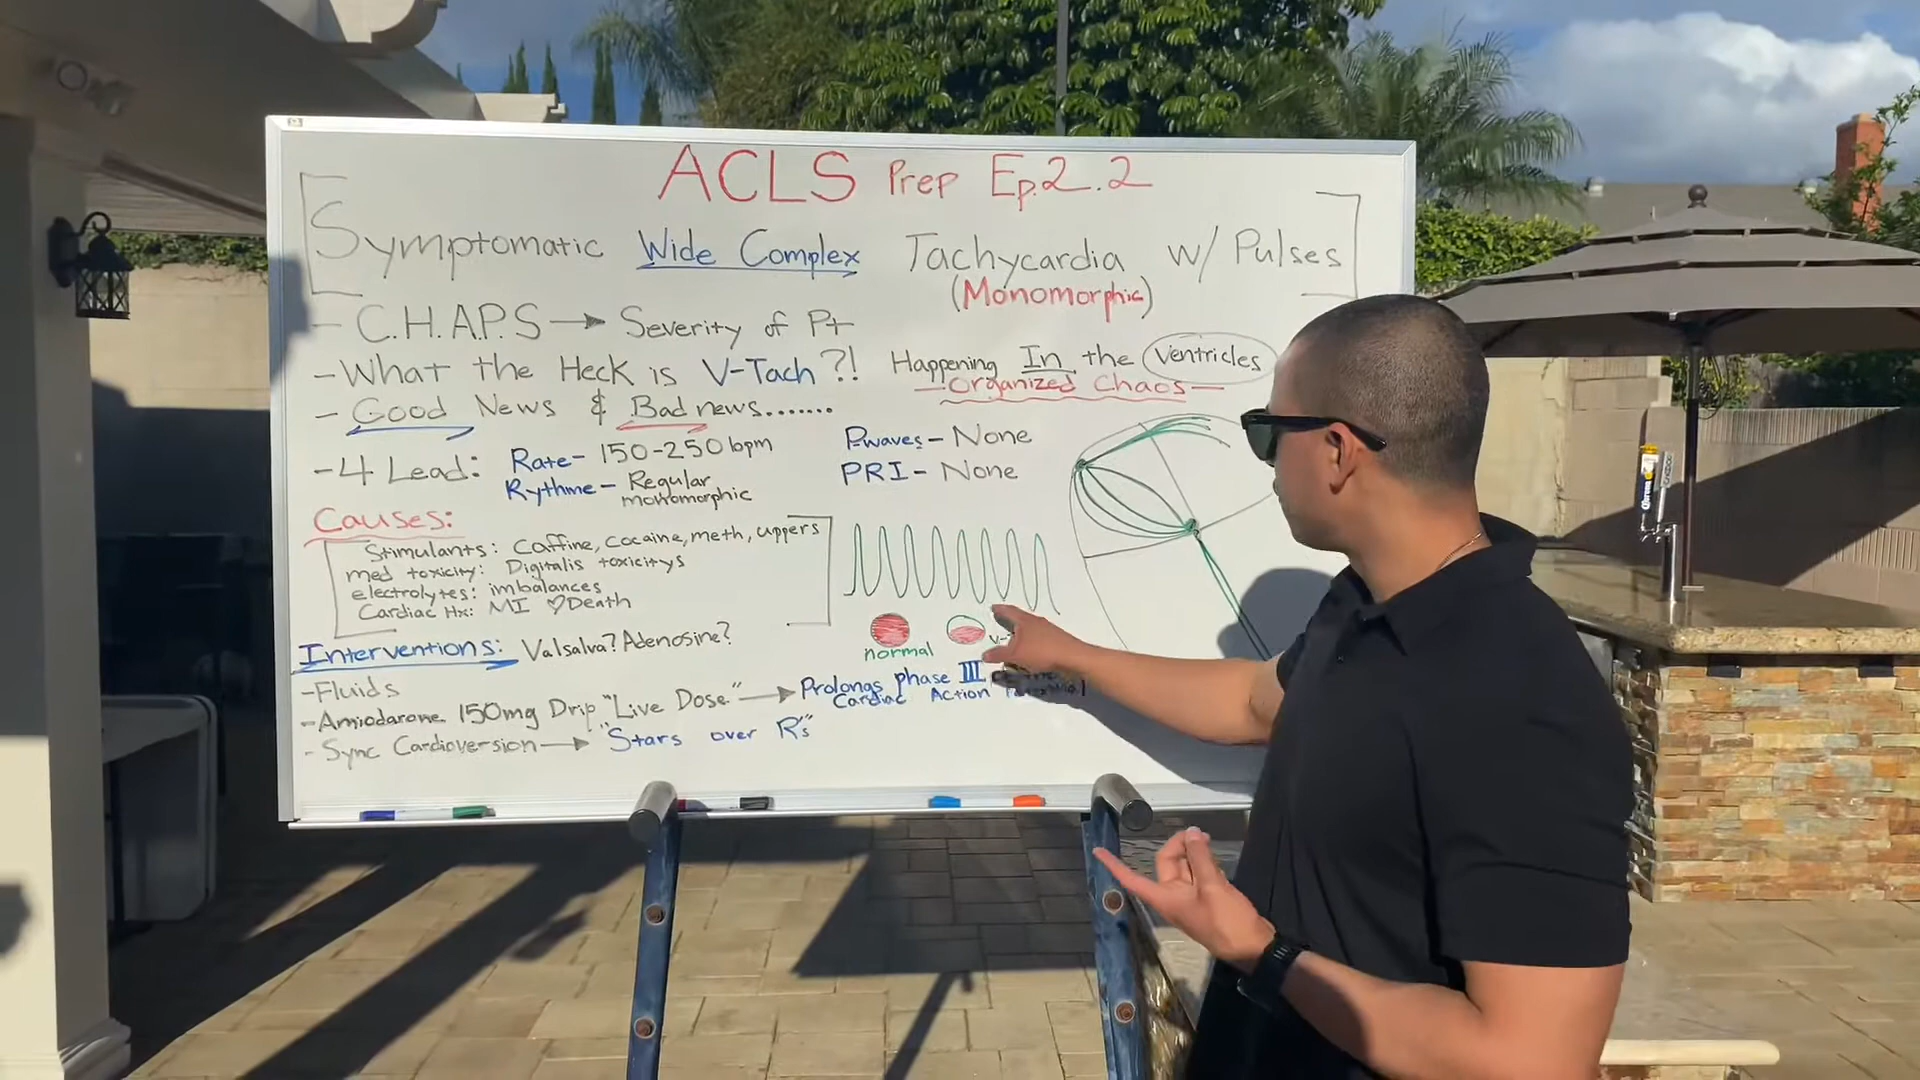 ACLS Prep Ep.2.2
Symptomatic Wide Complex Tachycardia w/ Pulses
(Monomorphic)
- C.H.A.P.S → Severity of Pt
- What the Heck is V-Tach?! Happening In the Ventricles
- Organized Chaos -
- Good News & Bad news.......
- 4 Lead: Rate- 150-250 bpm
Rythme - Regular
monomorphic
Pwaves - None
PRI - None
Causes:
Stimulants: Caffine, cocaine, meth, uppers
med toxicity: Digitalis toxicitys
electrolytes: imbalances
Cardiac Hx: MI ♡Death
normal
Interventions: Valsalva? Adenosine?
- Fluids
- Amiodarone 150mg Drip "Live Dose" → Prolongs phase III
Cardiac Action
- Sync Cardioversion → "Stars over R's"
Corona